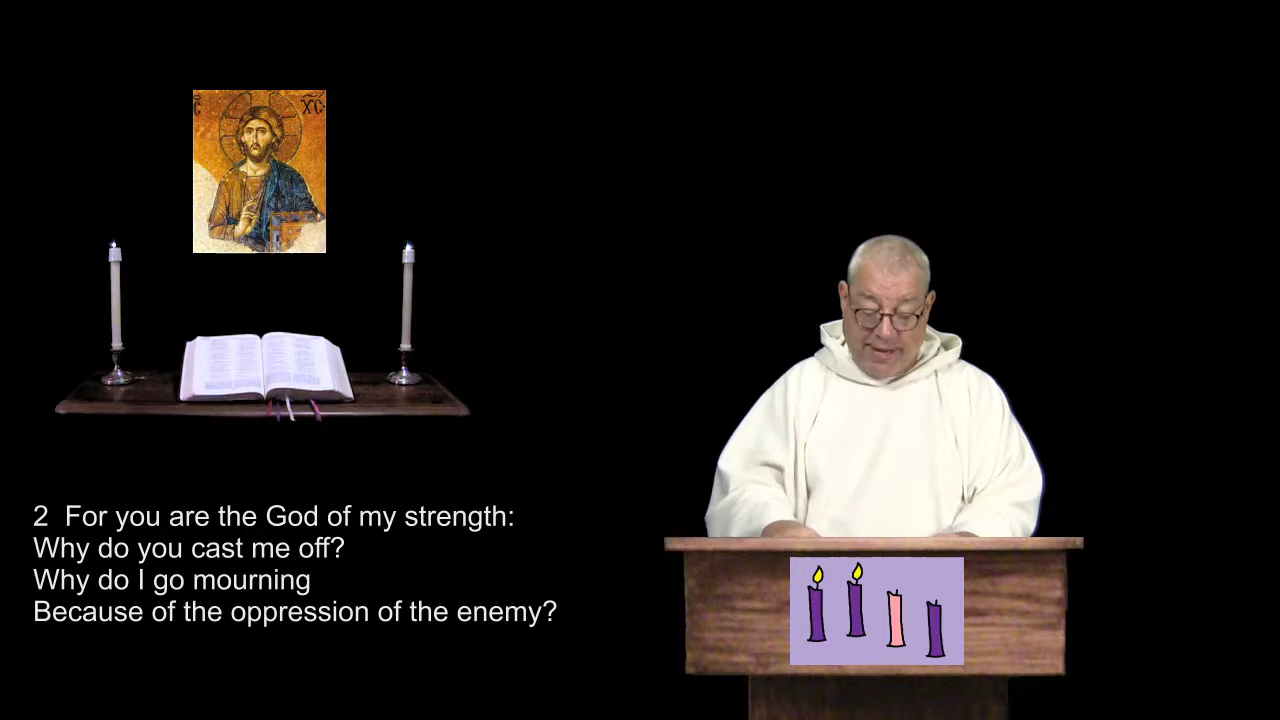 XC
2 For you are the God of my strength:
Why do you cast me off?
Why do I go mourning
Because of the oppression of the enemy?